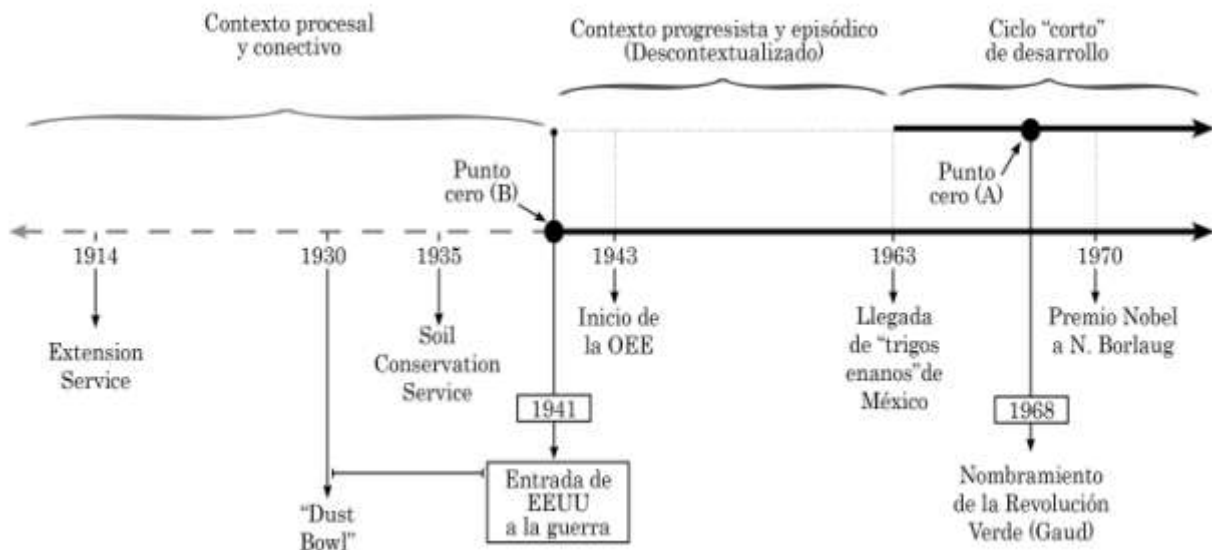 Contexto procesal
y conectivo
Contexto progresista y episódico
(Descontextualizado)
Ciclo “corto”
de desarrollo
Punto
cero (B)
Punto
cero (A)
1914
1930
1935
1943
1963
1970
Extension
Service
Soil
Conservation
Service
Inicio de
la OEE
Llegada
de “trigos
enanos”de
México
Premio Nobel
a N. Borlaug
1941
1968
Entrada de
EEUU
a la guerra
“Dust
Bowl”
Nombramiento
de la Revolución
Verde (Gaud)